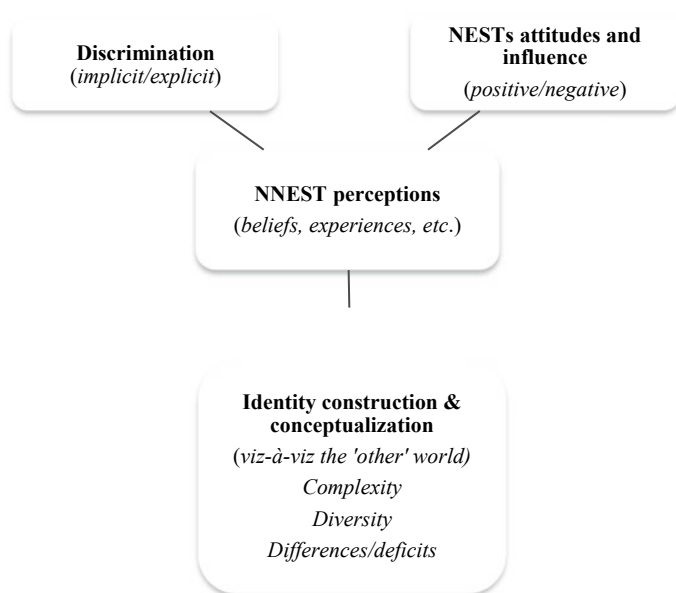 Discrimination
(implicit/explicit)
NESTs attitudes and
influence
(positive/negative)
NNEST perceptions
(beliefs, experiences, etc.)
Identity construction &
conceptualization
(viz-à-viz the 'other' world)
Complexity
Diversity
Differences/deficits